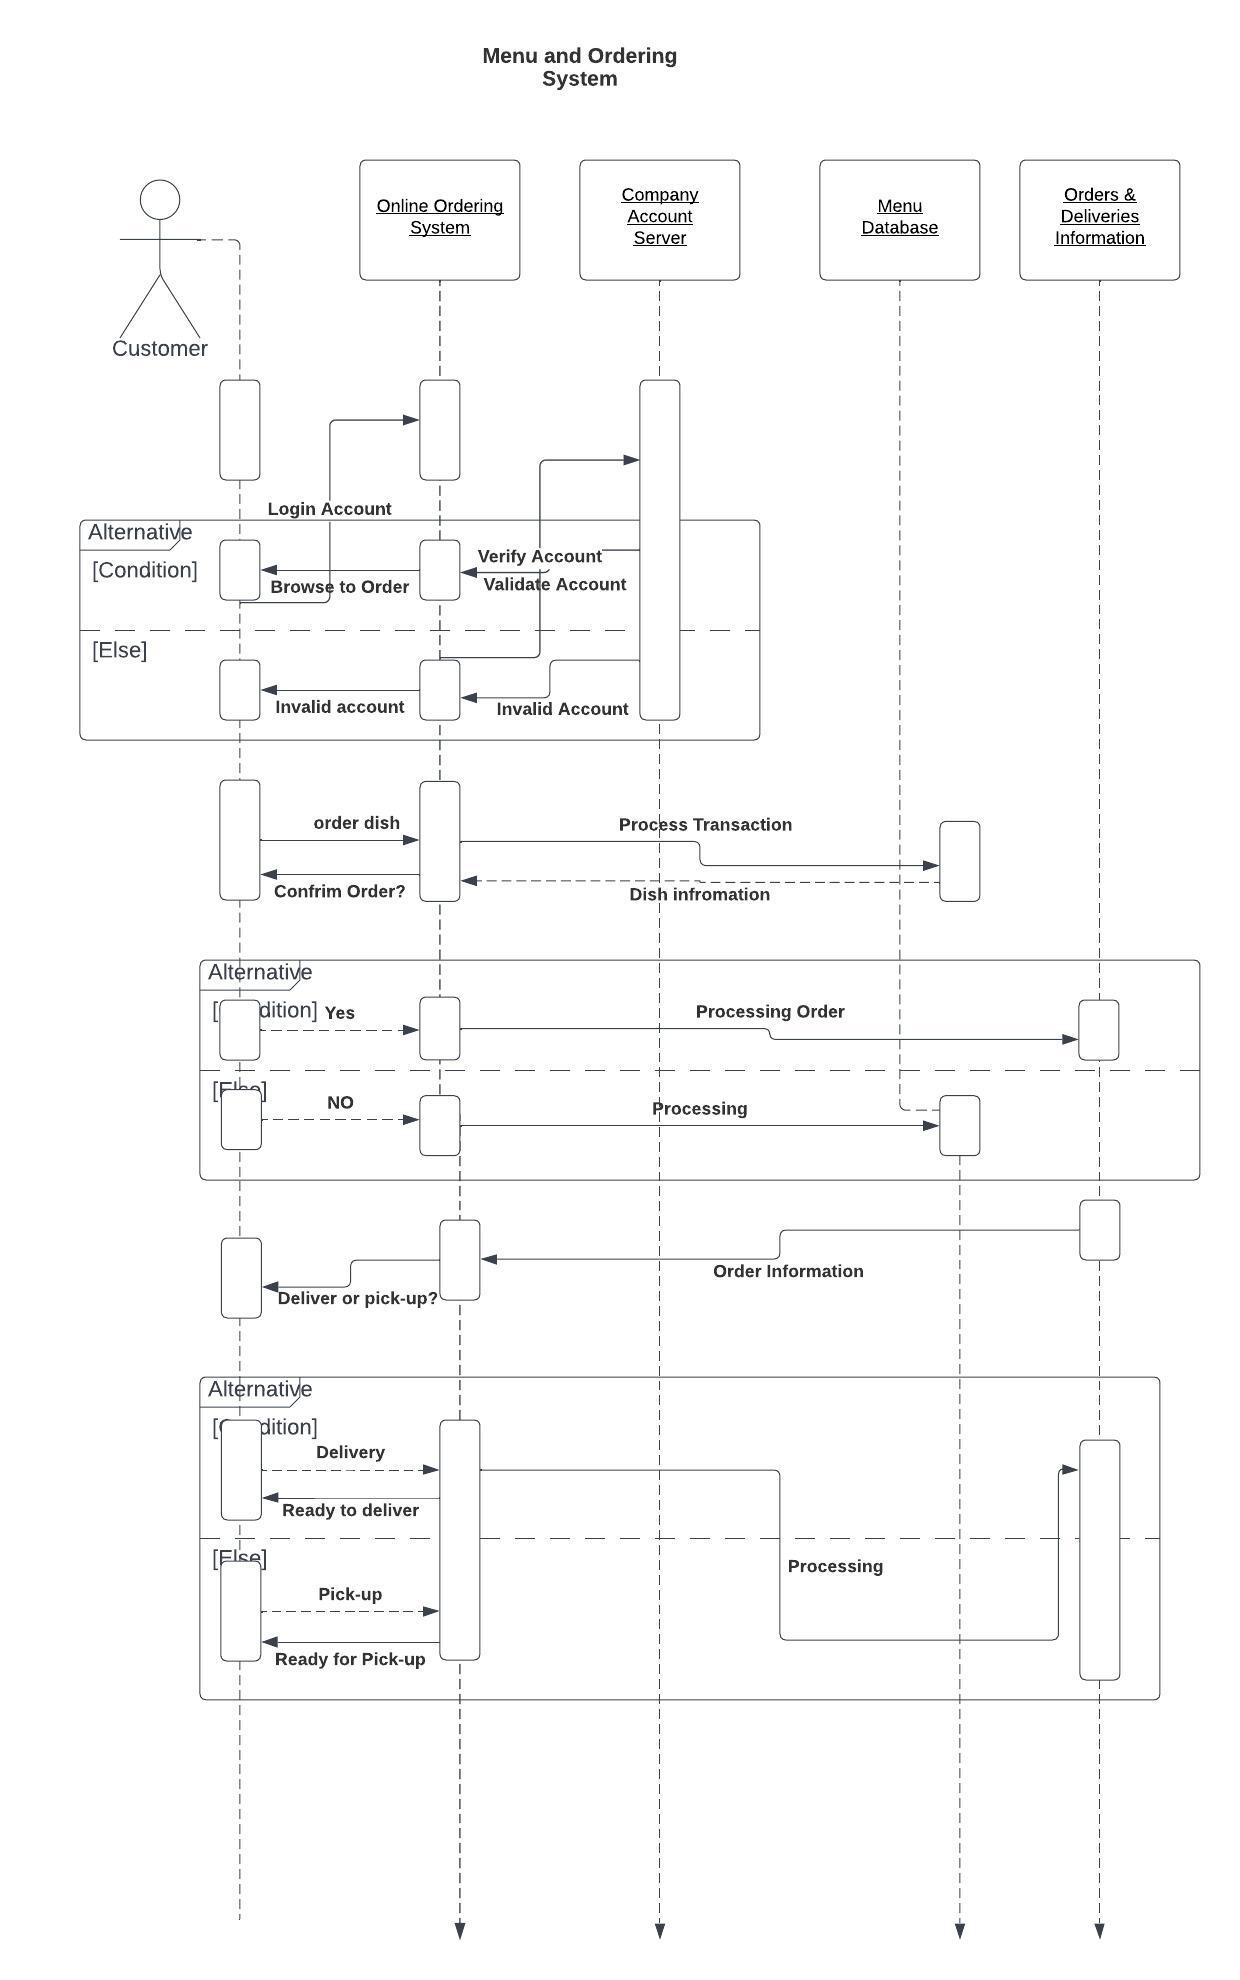 Menu and Ordering
System
Online Ordering
System
Company
Account
Server
Menu
Database
Orders &
Deliveries
Information
Customer
Login Account
Alternative
[Condition]
Verify Account
Browse to Order
Validate Account
[Else]
Invalid account
Invalid Account
order dish
Process Transaction
Confrim Order?
Dish infromation
Alternative
dition]
Yes
Processing Order
[Else]
NO
Processing
Order Information
Deliver or pick-up?
Alternative
dition]
Delivery
Ready to deliver
[Else]
Processing
Pick-up
Ready for Pick-up